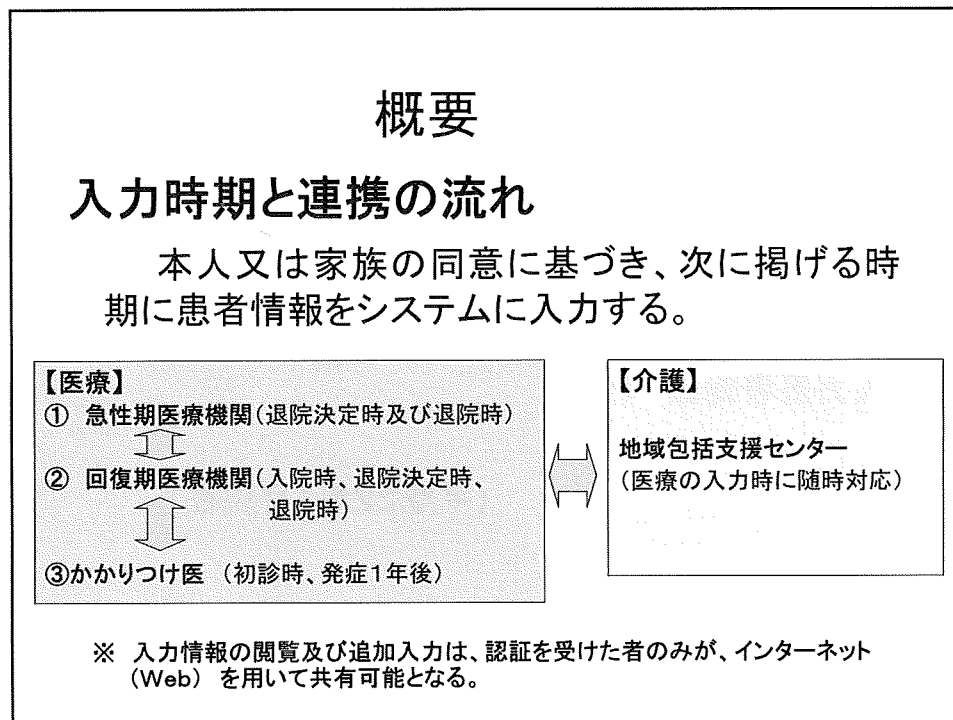 概要
入力時期と連携の流れ
本人又は家族の同意に基づき、次に掲げる時
期に患者情報をシステムに入力する。
【医療】
① 急性期医療機関(退院決定時及び退院時)
② 回復期医療機関(入院時、退院決定時、
退院時)
③かかりつけ医 (初診時、発症1年後)
【介護】
地域包括支援センター
(医療の入力時に随時対応)
※ 入力情報の閲覧及び追加入力は、認証を受けた者のみが、インターネット
(Web) を用いて共有可能となる。